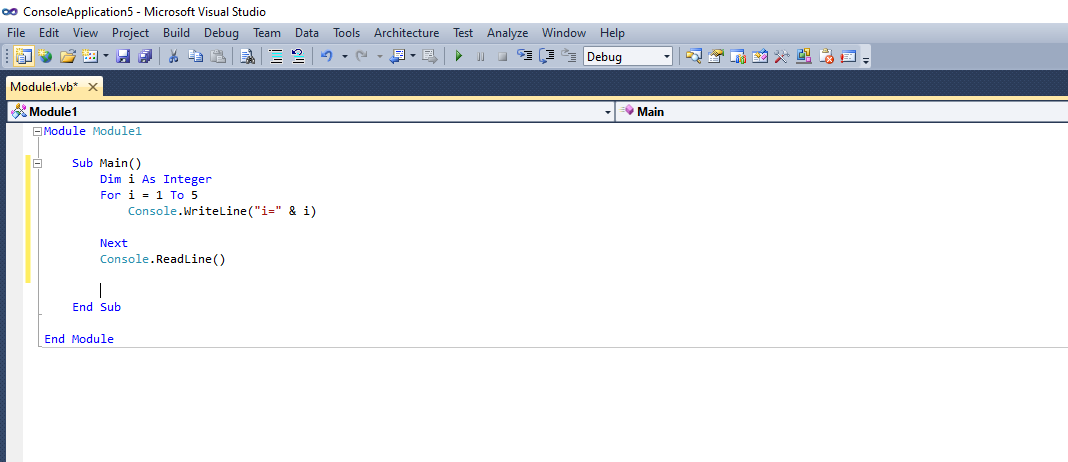 ConsoleApplication5 - Microsoft Visual Studio
File Edit View Project Build Debug Team Data Tools Architecture Test Analyze Window Help
Debug
Module1.vb*
Module1 Main
Module Module1
Sub Main()
Dim i As Integer
For i = 1 To 5
Console.WriteLine("i=" & i)
Next
Console.ReadLine()
End Sub
End Module